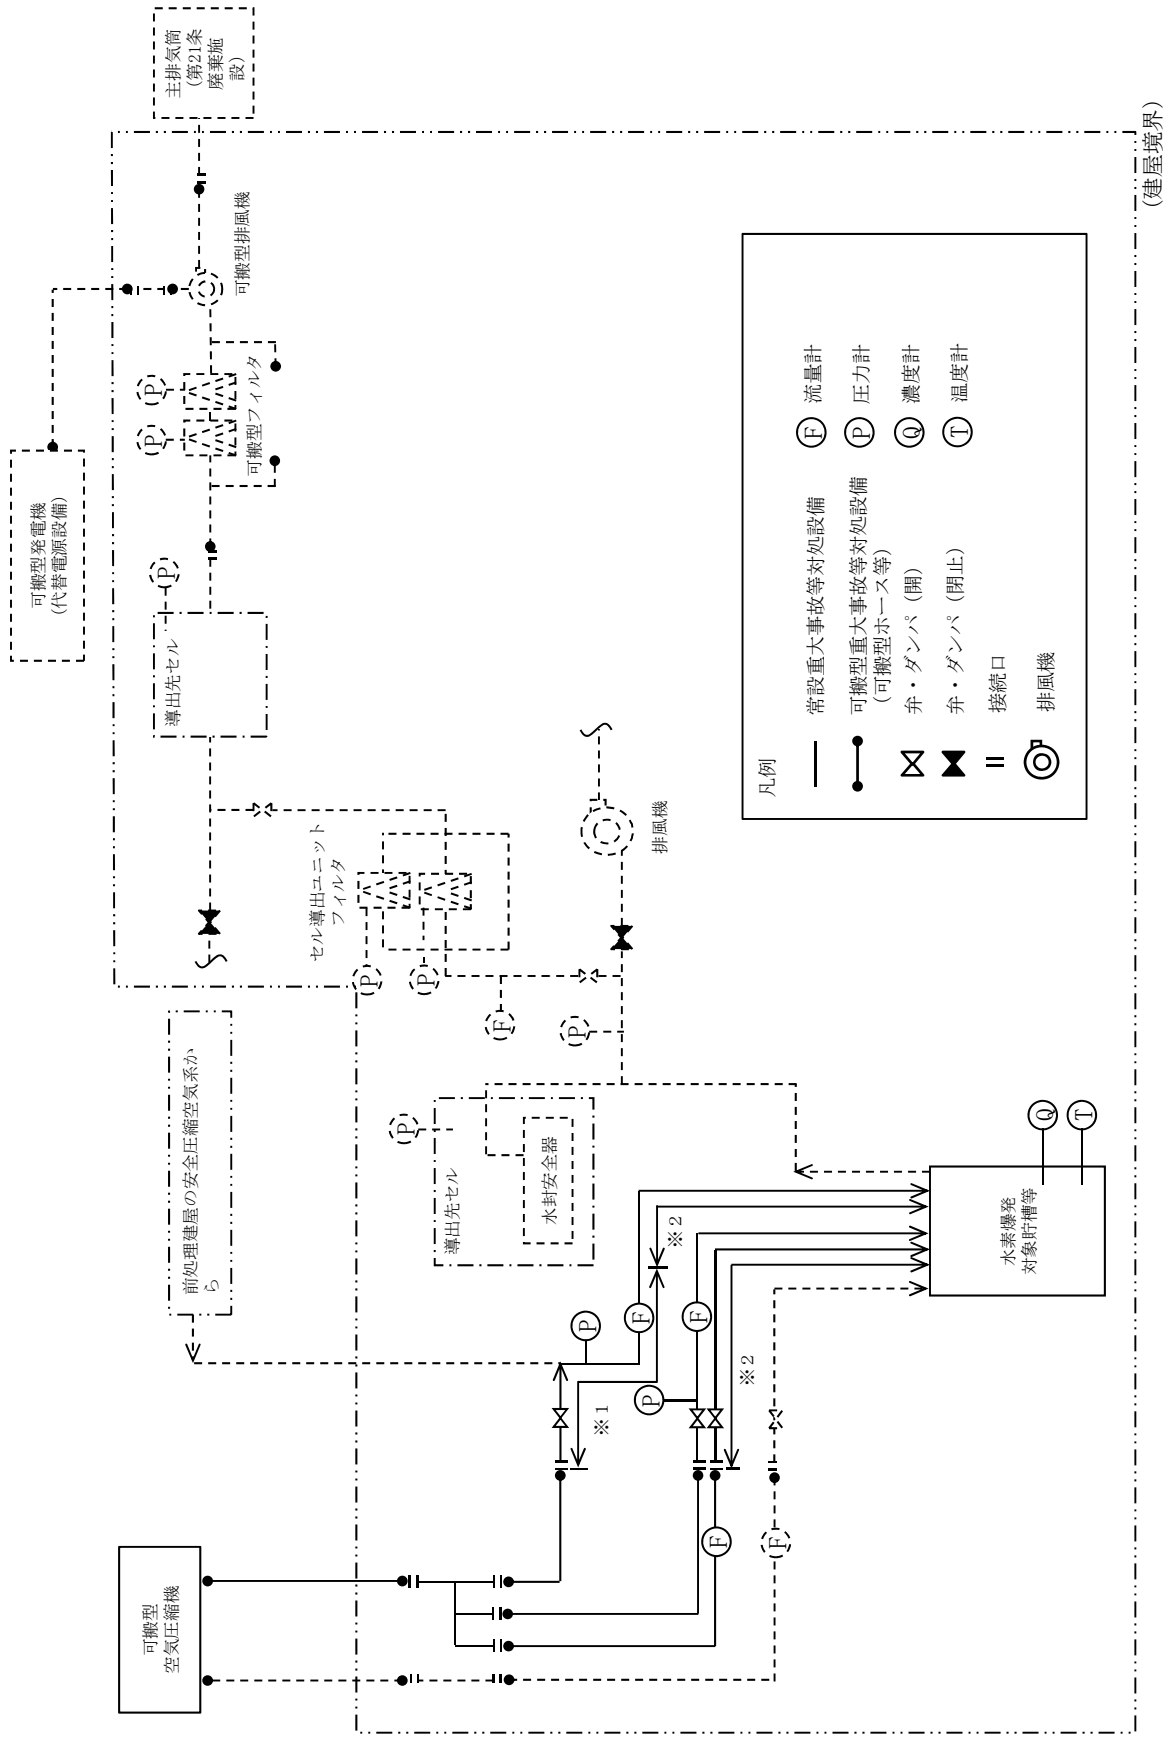 主排気筒
(第21条
廃棄施
設)
(建屋境界)
可搬型排風機
可搬型フィルタ
P
P
可搬型発電機
(代替電源設備)
P
導出先セル
セル導出ユニット
フィルタ
P
P
F
P
排風機
前処理建屋の安全圧縮空気系か
ら
P
導出先セル
水封安全器
P
F
※2
F
P
※1
※2
F
F
可搬型
空気圧縮機
水素爆発
対象貯槽等
Q
T
凡例
常設重大事故等対処設備
可搬型重大事故等対処設備
(可搬型ホース等)
弁・ダンパ (開)
弁・ダンパ (閉止)
接続口
排風機
F 流量計
P 圧力計
Q 濃度計
T 温度計